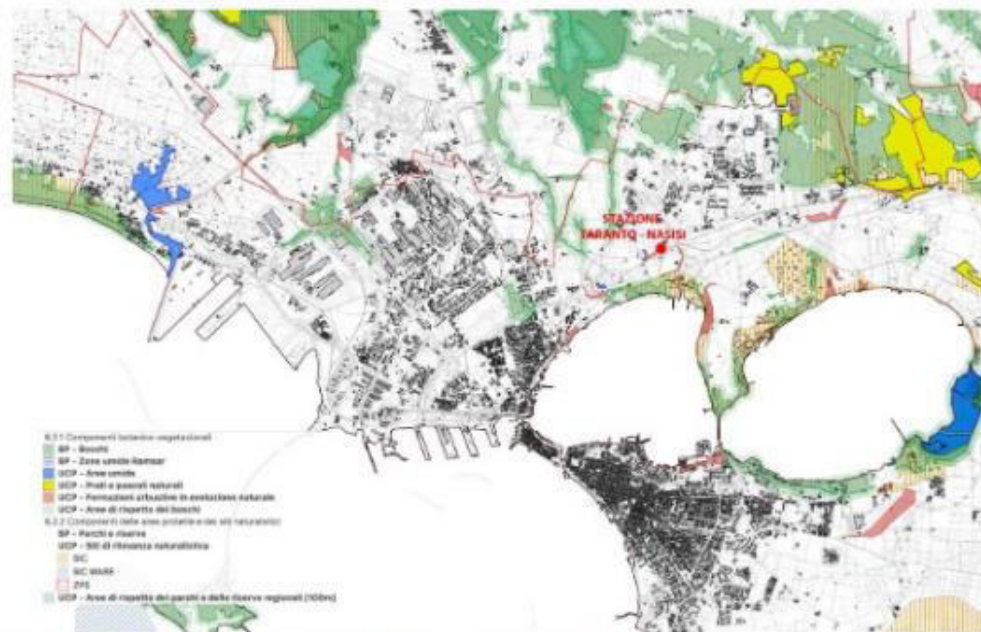 STAZIONE
TARANTO - NASISI
6.2.1 Componenti botanico-vegetazionali
BP - Boschi
BP - Zone umide Ramsar
UCP - Aree umide
UCP - Prati e pascoli naturali
UCP - Formazioni arbustive in evoluzione naturale
UCP - Aree di rispetto dei boschi
6.2.2 Componenti delle aree protette e dei siti naturalistici
BP - Parchi e riserve
UCP - Siti di rilevanza naturalistica
SIC
SIC MARE
ZPS
UCP - Aree di rispetto dei parchi e delle riserve regionali (100m)